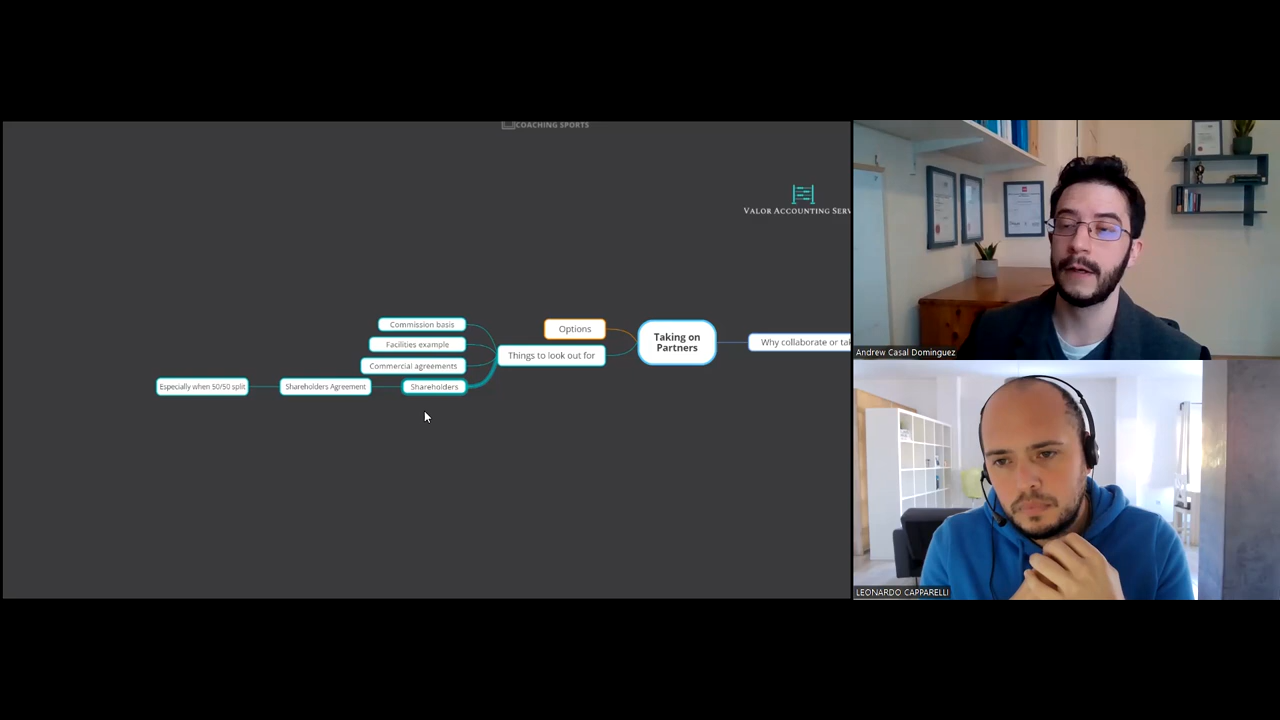 COACHING SPORTS
VALOR ACCOUNTING SERV
Commission basis
Options
Facilities example
Things to look out for
Taking on
Partners
Why collaborate or tak
Commercial agreements
Especially when 50/50 split
Shareholders Agreement
Shareholders
Andrew Casal Dominguez
LEONARDO CAPPARELLI